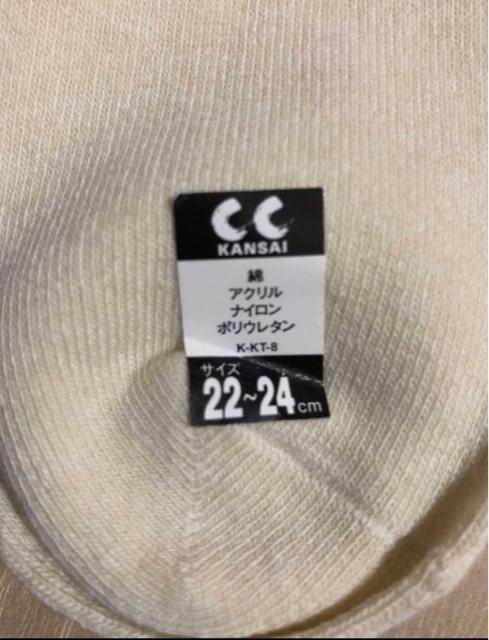 CC
KANSAI
綿
アクリル
ナイロン
ポリウレタン
K-KT-8
サイズ
22~24cm